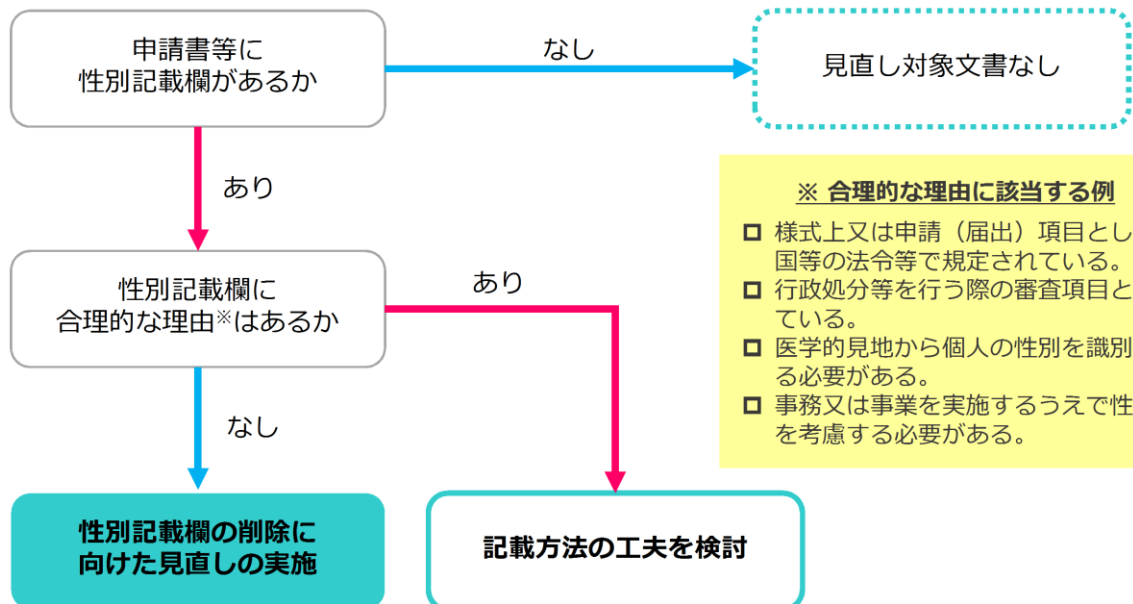 申請書等に
性別記載欄があるか
なし
見直し対象文書なし
あり
※ 合理的な理由に該当する例
様式上又は申請（届出）項目とし
国等の法令等で規定されている。
行政処分等を行う際の審査項目と
ている。
医学的見地から個人の性別を識別
る必要がある。
事務又は事業を実施するうえで性
を考慮する必要がある。
性別記載欄に
合理的な理由※はあるか
あり
なし
性別記載欄の削除に
向けた見直しの実施
記載方法の工夫を検討